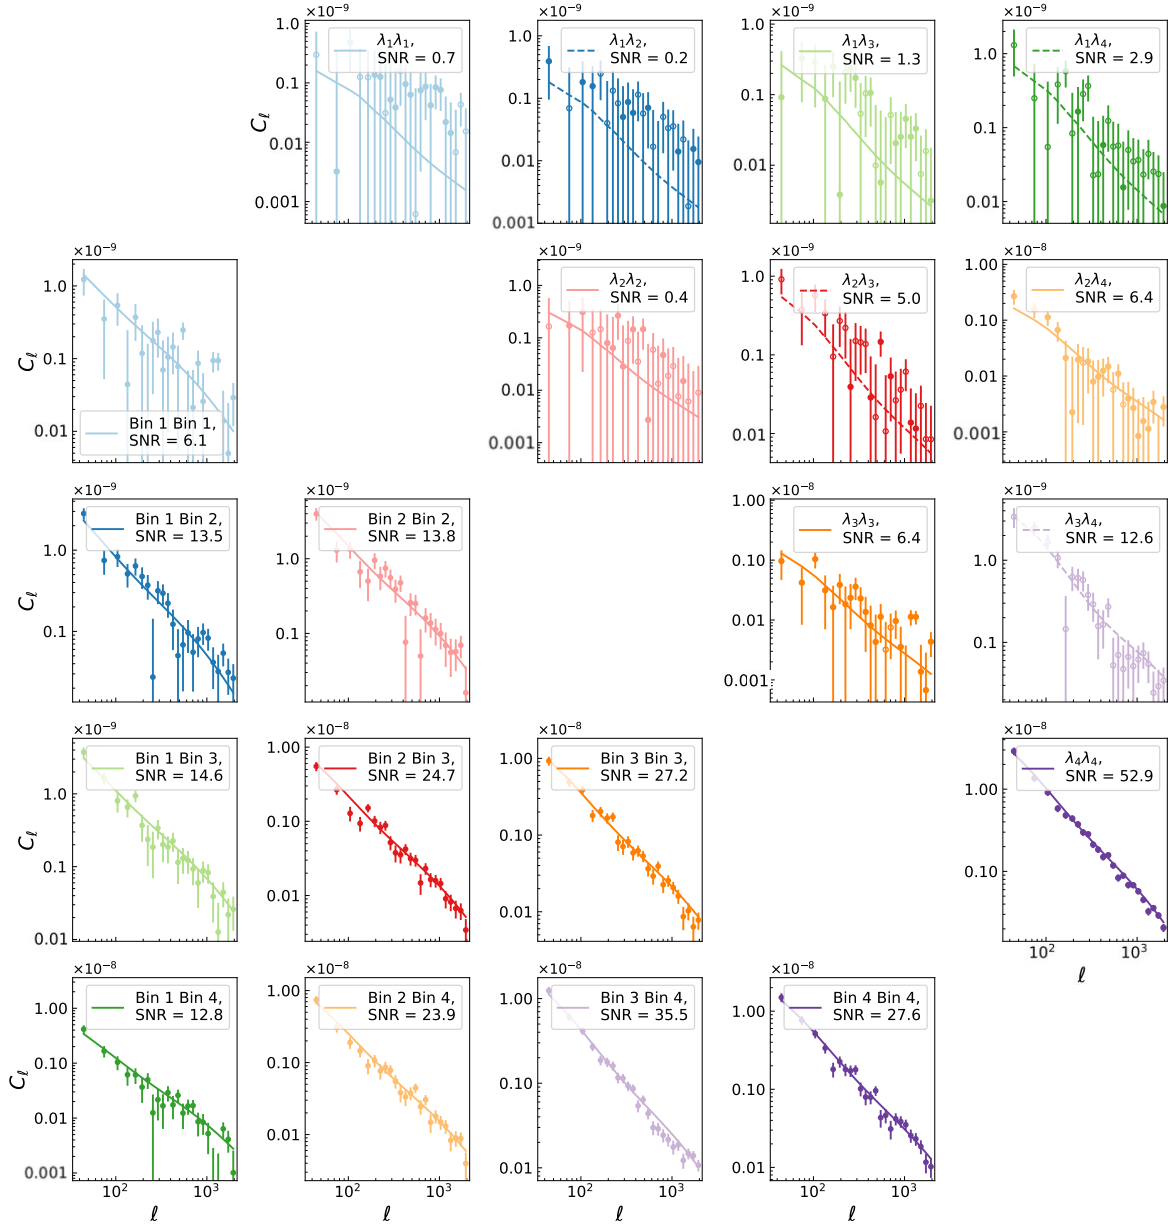 ×10⁻⁹ ×10⁻⁹ ×10⁻⁹ ×10⁻⁹
1.0 0.1 0.01 0.001
C_ℓ
λ₁λ₁,
SNR = 0.7
1.0 0.1 0.01 0.001
λ₁λ₂,
SNR = 0.2
1.0 0.1 0.01
λ₁λ₃,
SNR = 1.3
1.0 0.1 0.01
λ₁λ₄,
SNR = 2.9
×10⁻⁹ ×10⁻⁹ ×10⁻⁹ ×10⁻⁸
1.0 0.1 0.01
C_ℓ
Bin 1 Bin 1,
SNR = 6.1
1.0 0.1 0.01 0.001
λ₂λ₂,
SNR = 0.4
1.0 0.1 0.01
λ₂λ₃,
SNR = 5.0
1.00 0.10 0.01 0.001
λ₂λ₄,
SNR = 6.4
×10⁻⁹ ×10⁻⁹ ×10⁻⁸ ×10⁻⁹
1.0 0.1
C_ℓ
Bin 1 Bin 2,
SNR = 13.5
1.0 0.1
Bin 2 Bin 2,
SNR = 13.8
1.00 0.10 0.01 0.001
λ₃λ₃,
SNR = 6.4
1.0 0.1
λ₃λ₄,
SNR = 12.6
×10⁻⁹ ×10⁻⁸ ×10⁻⁸ ×10⁻⁸
1.0 0.1 0.01
C_ℓ
Bin 1 Bin 3,
SNR = 14.6
1.00 0.10 0.01
Bin 2 Bin 3,
SNR = 24.7
1.00 0.10 0.01
Bin 3 Bin 3,
SNR = 27.2
1.00 0.10 0.01
λ₄λ₄,
SNR = 52.9
10² 10³
ℓ
×10⁻⁸ ×10⁻⁸ ×10⁻⁸ ×10⁻⁸
1.00 0.10 0.01 0.001
C_ℓ
Bin 1 Bin 4,
SNR = 12.8
1.00 0.10 0.01
Bin 2 Bin 4,
SNR = 23.9
1.00 0.10 0.01
Bin 3 Bin 4,
SNR = 35.5
1.00 0.10 0.01
Bin 4 Bin 4,
SNR = 27.6
10² 10³ 10² 10³ 10² 10³ 10² 10³
ℓ ℓ ℓ ℓ